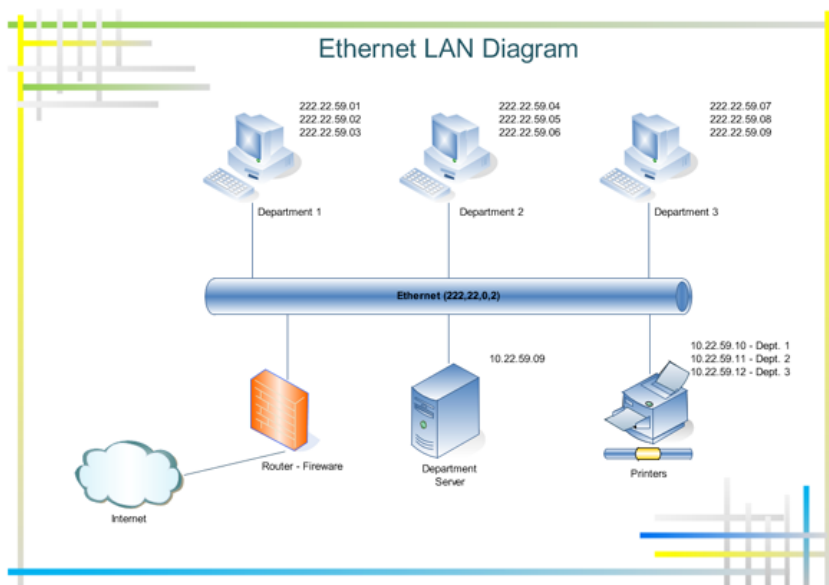 Ethernet LAN Diagram
222.22.59.01
222.22.59.02
222.22.59.03
222.22.59.04
222.22.59.05
222.22.59.06
222.22.59.07
222.22.59.08
222.22.59.09
Department 1
Department 2
Department 3
Ethernet (222,22,0,2)
10.22.59.09
10.22.59.10 - Dept. 1
10.22.59.11 - Dept. 2
10.22.59.12 - Dept. 3
Router - Fireware
Department
Server
Printers
Internet